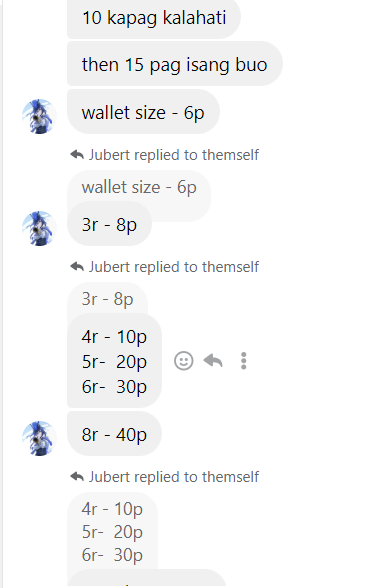 10 kapag kalahati
then 15 pag isang buo
wallet size - 6p
Jubert replied to themself
wallet size - 6p
3r - 8p
Jubert replied to themself
3r - 8p
4r - 10p
5r-  20p
6r-  30p
8r - 40p
Jubert replied to themself
4r - 10p
5r-  20p
6r-  30p